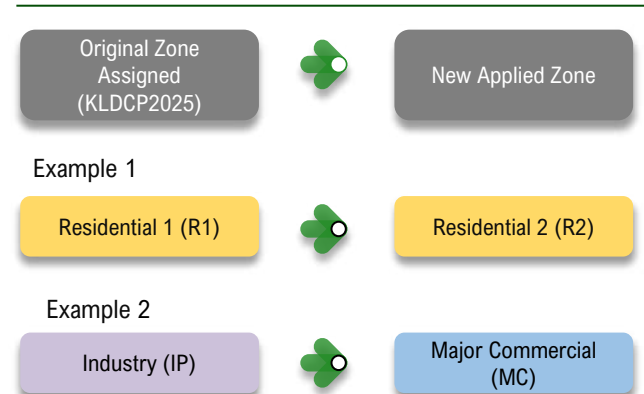 Original Zone
Assigned
(KLDCP2025)
New Applied Zone
Example 1
Residential 1 (R1)
Residential 2 (R2)
Example 2
Industry (IP)
Major Commercial
(MC)